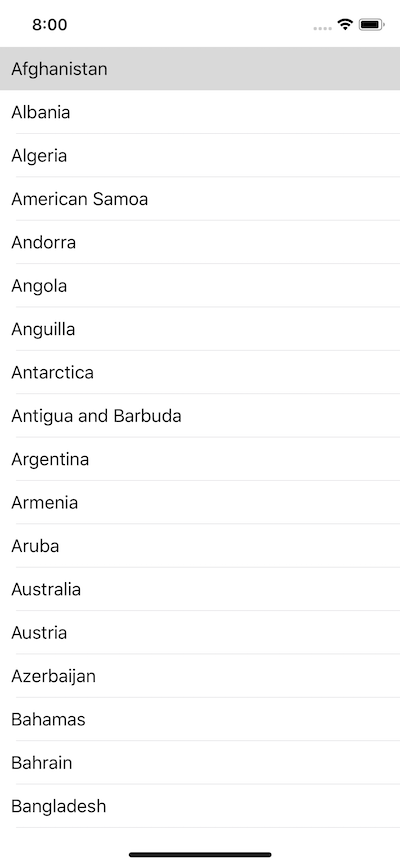 8:00
Afghanistan
Albania
Algeria
American Samoa
Andorra
Angola
Anguilla
Antarctica
Antigua and Barbuda
Argentina
Armenia
Aruba
Australia
Austria
Azerbaijan
Bahamas
Bahrain
Bangladesh